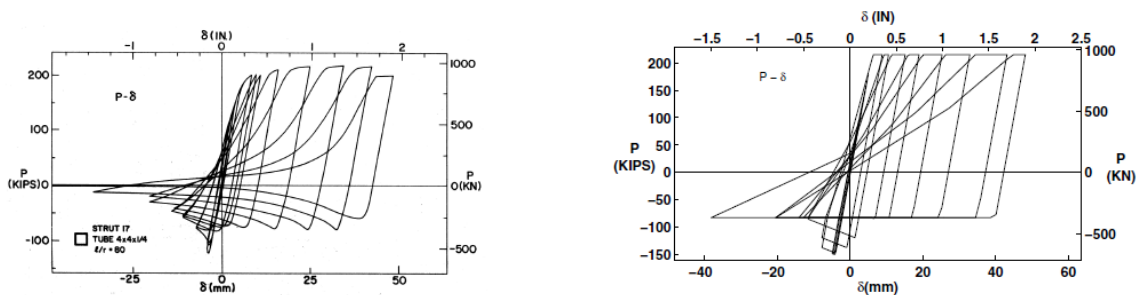 δ(IN.)
-1 0 1 2
200
100
P
(KIPS)
0
-100
P-δ
1000
500
P
0(KN)
-500
STRUT 17
TUBE 4x4x1/4
ℓ/r = 80
-25 0 25 50
δ(mm)
δ (IN)
-1.5 -1 -0.5 0 0.5 1 1.5 2 2.5
200
150
100
50
P
(KIPS)
0
-50
-100
-150
P – δ
1000
500
0
P
(KN)
-500
-40 -20 0 20 40 60
δ(mm)